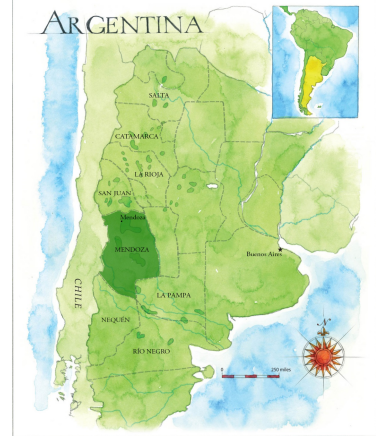 ARGENTINA
SALTA
CATAMARCA
LA RIOJA
SAN JUAN
Mendoza
MENDOZA
Buenos Aires
CHILE
LA PAMPA
NEQUÉN
RÍO NEGRO
0 250 miles